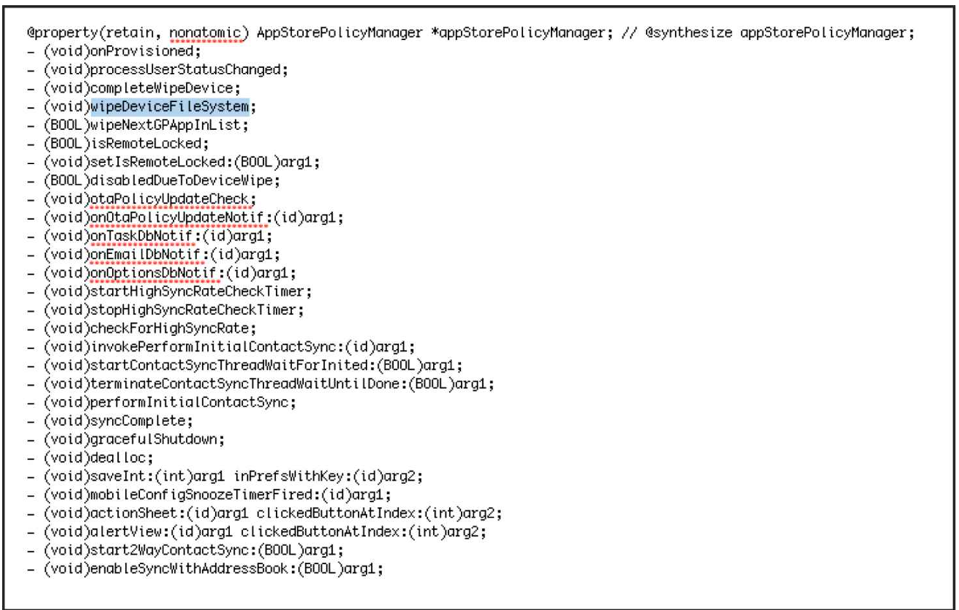 @property(retain, nonatomic) AppStorePolicyManager *appStorePolicyManager; // @synthesize appStorePolicyManager;
- (void)onProvisioned;
- (void)processUserStatusChanged;
- (void)completeWipeDevice;
- (void)wipeDeviceFileSystem;
- (BOOL)wipeNextGPAppInList;
- (BOOL)isRemoteLocked;
- (void)setIsRemoteLocked:(BOOL)arg1;
- (BOOL)disabledDueToDeviceWipe;
- (void)otaPolicyUpdateCheck;
- (void)onOtaPolicyUpdateNotif:(id)arg1;
- (void)onTaskDbNotif:(id)arg1;
- (void)onEmailDbNotif:(id)arg1;
- (void)onOptionsDbNotif:(id)arg1;
- (void)startHighSyncRateCheckTimer;
- (void)stopHighSyncRateCheckTimer;
- (void)checkForHighSyncRate;
- (void)invokePerformInitialContactSync:(id)arg1;
- (void)startContactSyncThreadWaitForInited:(BOOL)arg1;
- (void)terminateContactSyncThreadWaitUntilDone:(BOOL)arg1;
- (void)performInitialContactSync;
- (void)syncComplete;
- (void)gracefulShutdown;
- (void)dealloc;
- (void)saveInt:(int)arg1 inPrefsWithKey:(id)arg2;
- (void)mobileConfigSnoozeTimerFired:(id)arg1;
- (void)actionSheet:(id)arg1 clickedButtonAtIndex:(int)arg2;
- (void)alertView:(id)arg1 clickedButtonAtIndex:(int)arg2;
- (void)start2WayContactSync:(BOOL)arg1;
- (void)enableSyncWithAddressBook:(BOOL)arg1;